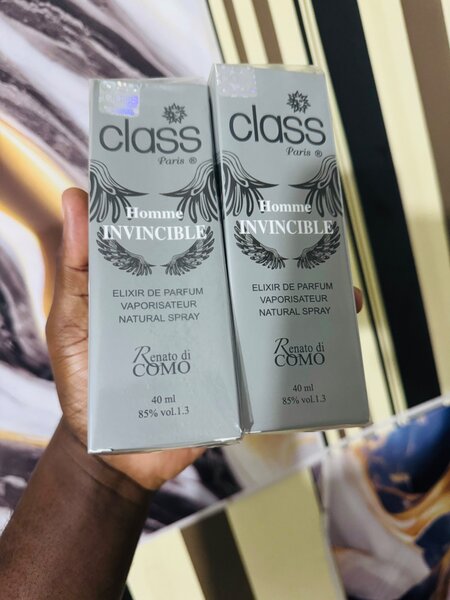 class
Paris ®
Homme
INVINCIBLE
ELIXIR DE PARFUM
VAPORISATEUR
NATURAL SPRAY
Renato di
COMO
40 ml
85% vol.1.3
class
Paris ®
Homme
INVINCIBLE
ELIXIR DE PARFUM
VAPORISATEUR
NATURAL SPRAY
Renato di
COMO
40 ml
85% vol.1.3